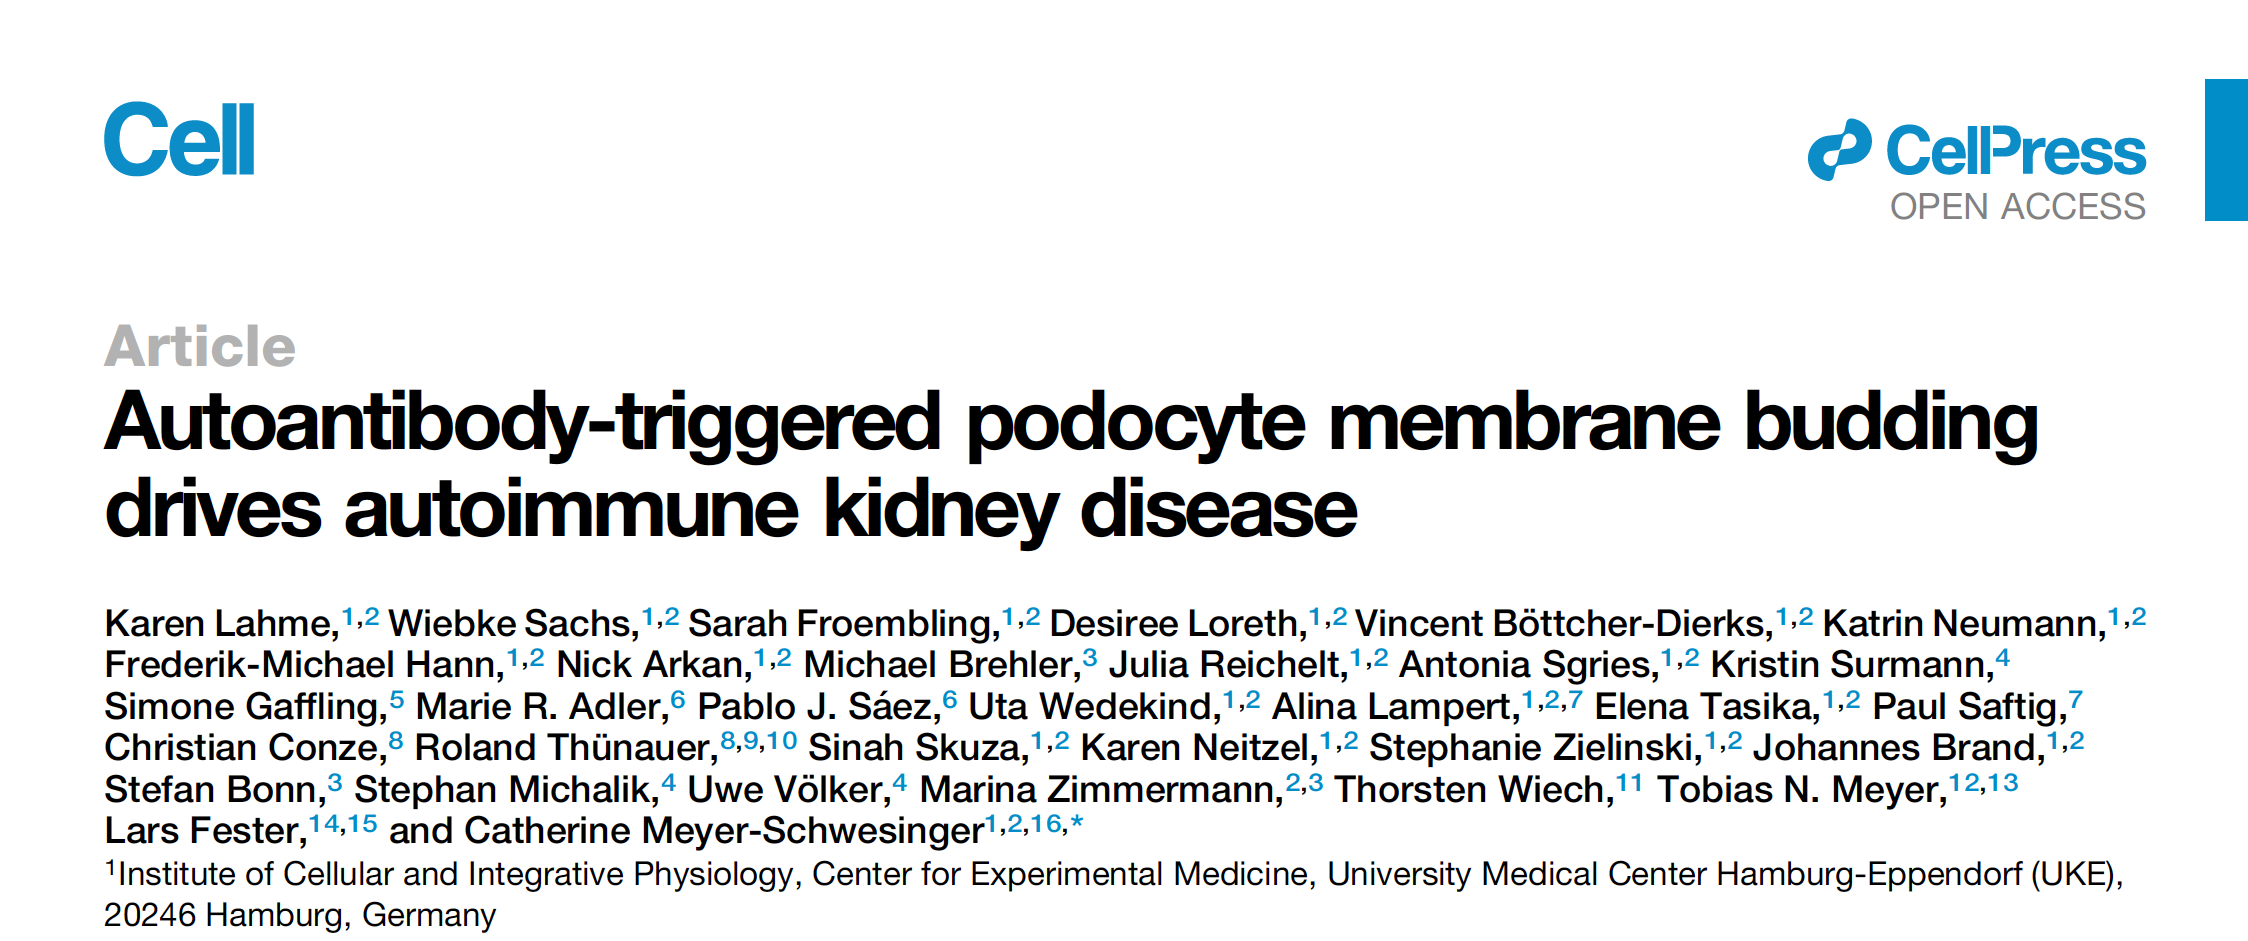 Cell
CellPress
OPEN ACCESS
Article
Autoantibody-triggered podocyte membrane budding
drives autoimmune kidney disease
Karen Lahme,1,2 Wiebke Sachs,1,2 Sarah Froembling,1,2 Desiree Loreth,1,2 Vincent Böttcher-Dierks,1,2 Katrin Neumann,1,2
Frederik-Michael Hann,1,2 Nick Arkan,1,2 Michael Brehler,3 Julia Reichelt,1,2 Antonia Sgries,1,2 Kristin Surmann,4
Simone Gaffling,5 Marie R. Adler,6 Pablo J. Sáez,6 Uta Wedekind,1,2 Alina Lampert,1,2,7 Elena Tasika,1,2 Paul Saftig,7
Christian Conze,8 Roland Thünauer,8,9,10 Sinah Skuza,1,2 Karen Neitzel,1,2 Stephanie Zielinski,1,2 Johannes Brand,1,2
Stefan Bonn,3 Stephan Michalik,4 Uwe Völker,4 Marina Zimmermann,2,3 Thorsten Wiech,11 Tobias N. Meyer,12,13
Lars Fester,14,15 and Catherine Meyer-Schwesinger1,2,16,*
1Institute of Cellular and Integrative Physiology, Center for Experimental Medicine, University Medical Center Hamburg-Eppendorf (UKE),
20246 Hamburg, Germany